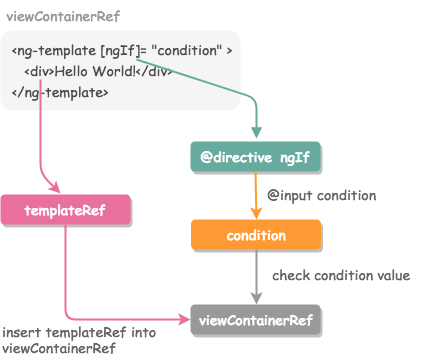 viewContainerRef
<ng-template [ngIf]= "condition" >
<div>Hello World!</div>
</ng-template>
@directive ngIf
@input condition
templateRef
condition
check condition value
viewContainerRef
insert templateRef into
viewContainerRef